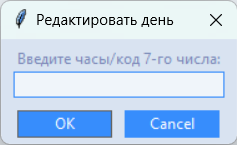 Редактировать день
Введите часы/код 7-го числа:
OK Cancel